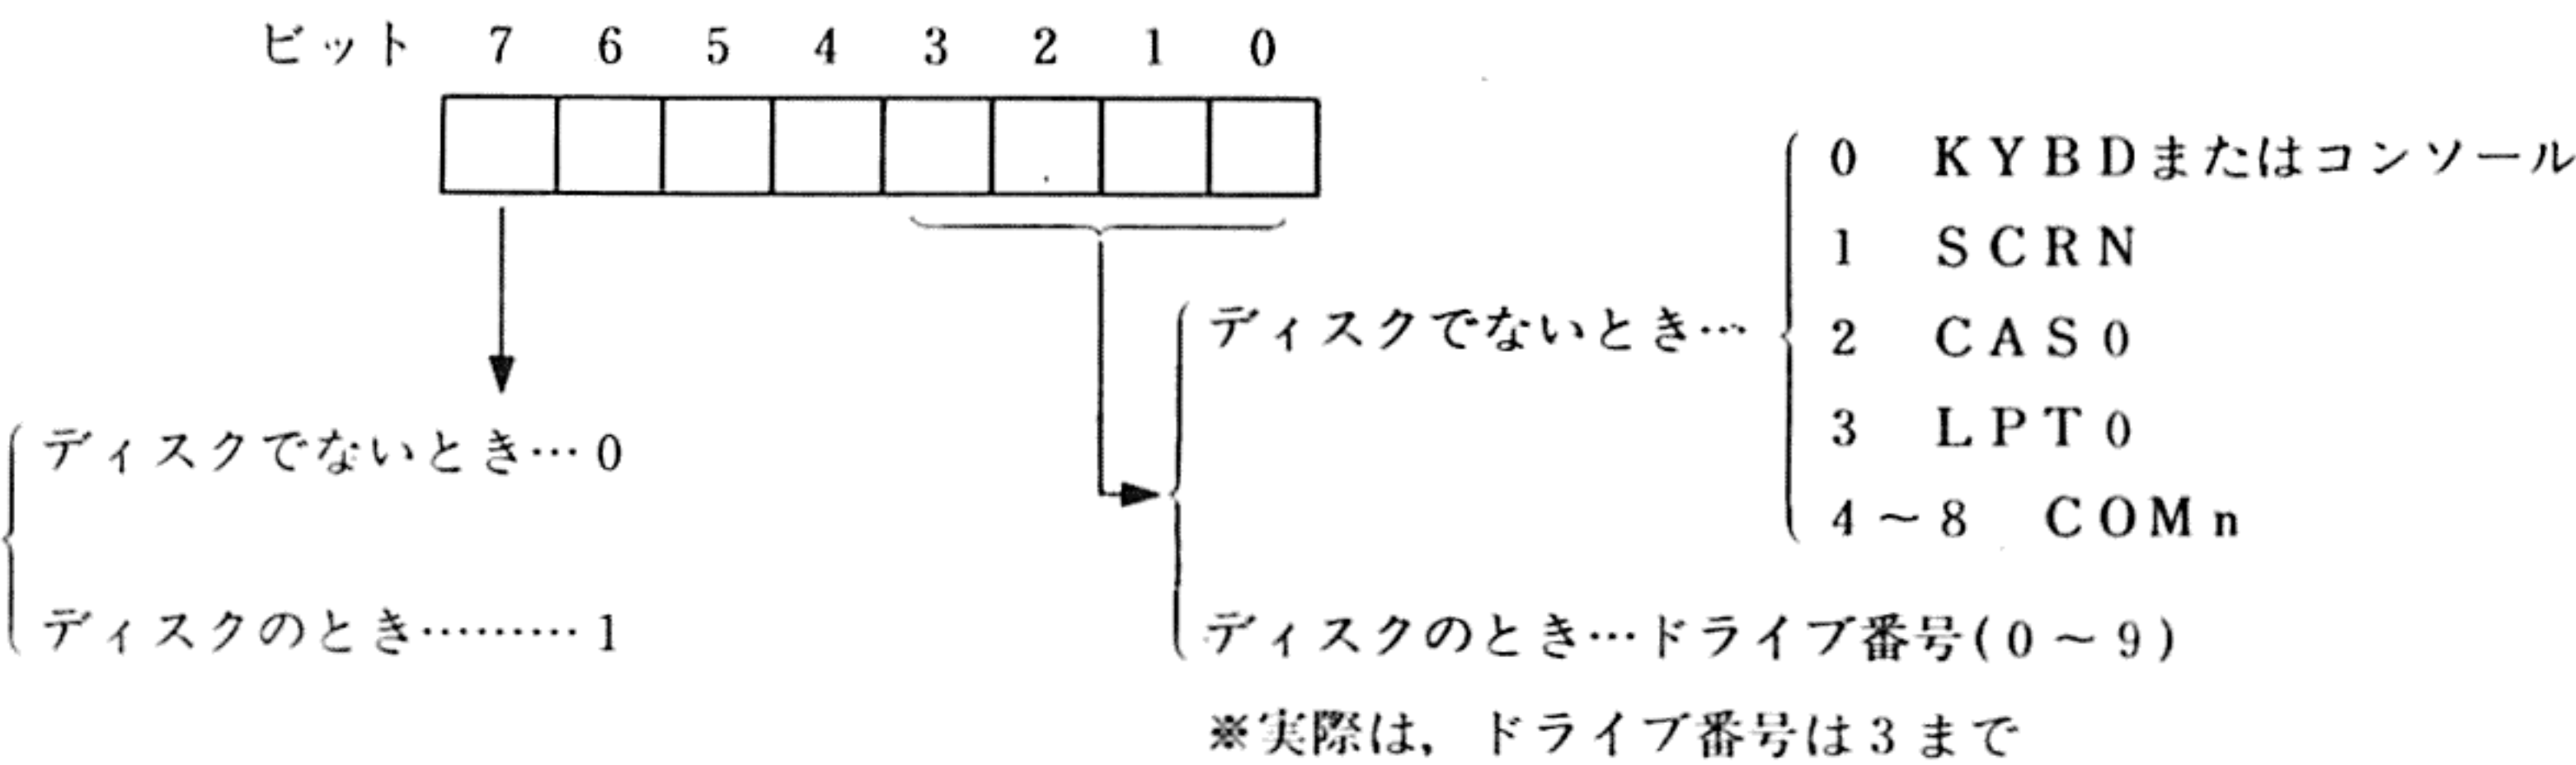 ビット 7 6 5 4 3 2 1 0
0 KYBDまたはコンソール
1 SCRN
ディスクでないとき…
2 CAS0
3 LPT0
ディスクでないとき…0
4～8 COMn
ディスクのとき………1
ディスクのとき…ドライブ番号(0～9)
※実際は，ドライブ番号は3まで